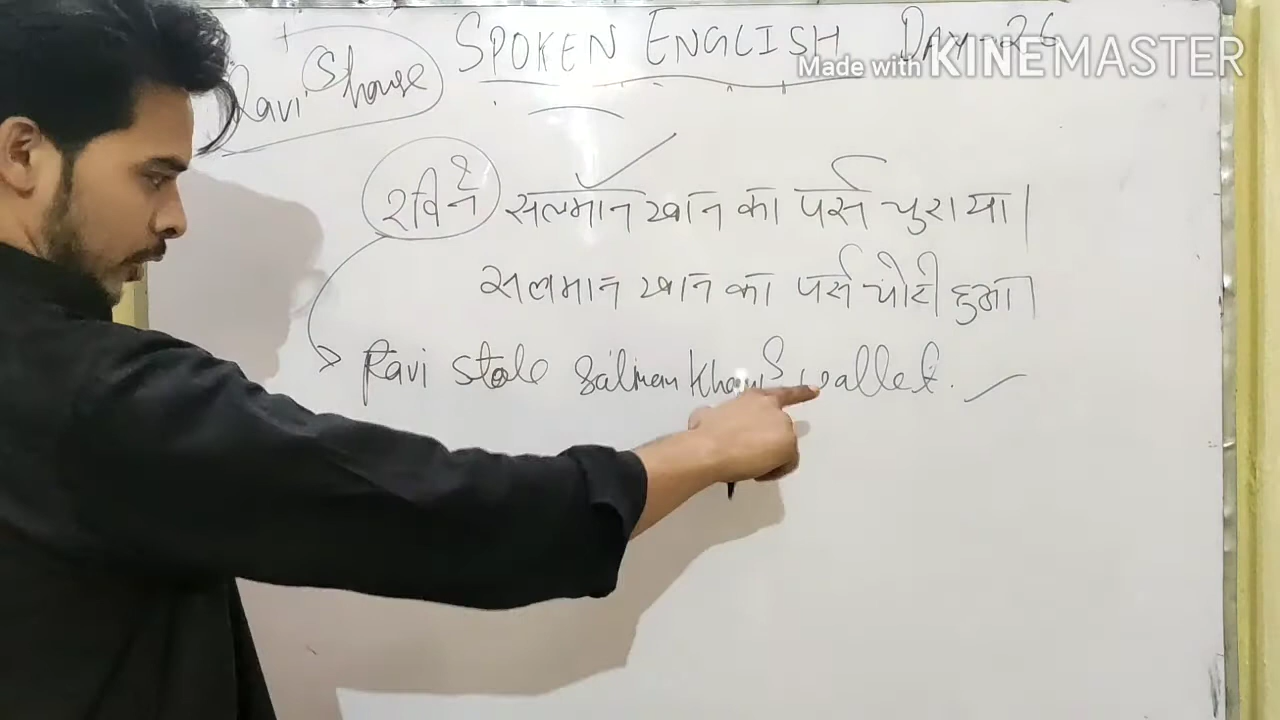 SPOKEN ENGLISH DAY-26
Made with KINEMASTER
Ravi's house
रवि ने सलमान खान का पर्स चुराया।
सलमान खान का पर्स चोरी हुआ।
Ravi stole Salman Khan's wallet.